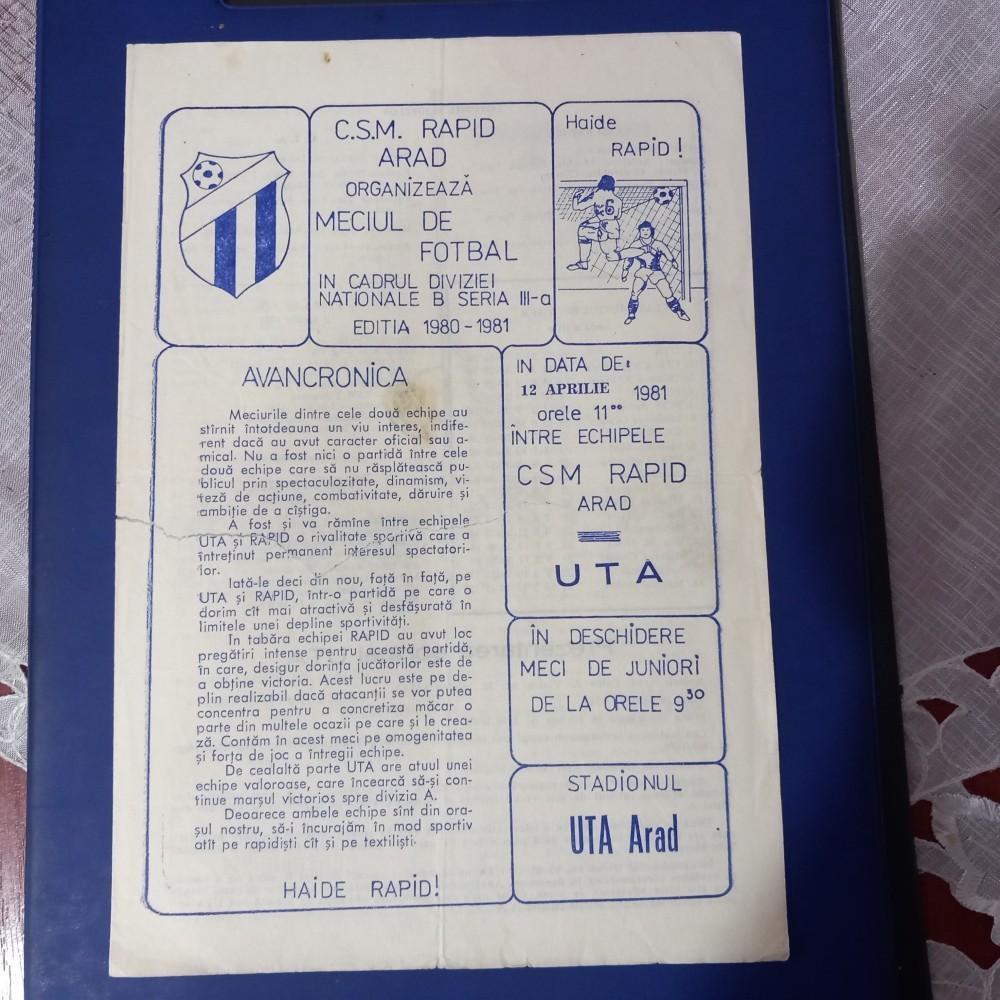 C.S.M. RAPID
ARAD
ORGANIZEAZĂ
MECIUL DE
FOTBAL
IN CADRUL DIVIZIEI
NATIONALE B SERIA III-a
EDITIA 1980-1981
Haide
RAPID!
6
AVANCRONICA
Meciurile dintre cele două echipe au
stîrnit întotdeauna un viu interes, indife-
rent dacă au avut caracter oficial sau a-
mical. Nu a fost nici o partidă între cele
două echipe care să nu răsplătească pu-
blicul prin spectaculozitate, dinamism, vi-
teză de acțiune, combativitate, dăruire și
ambiție de a cîștiga.
A fost și va rămîne între echipele
UTA și RAPID o rivalitate sportivă care a
întreținut permanent interesul spectatori-
lor.
Iată-le deci din nou, față în față, pe
UTA și RAPID, într-o partidă pe care o
dorim cît mai atractivă și desfășurată în
limitele unei depline sportivități.
In tabăra echipei RAPID au avut loc
pregătiri intense pentru această partidă,
în care, desigur dorința jucătorilor este de
a obține victoria. Acest lucru este pe de-
plin realizabil dacă atacanții se vor putea
concentra pentru a concretiza măcar o
parte din multele ocazii pe care și le crea-
ză. Contăm în acest meci pe omogenitatea
și forța de joc a întregii echipe.
De cealaltă parte UTA are atuul unei
echipe valoroase, care încearcă să-și con-
tinue marșul victorios spre divizia A.
Deoarece ambele echipe sînt din ora-
șul nostru, să-i încurajăm în mod sportiv
atît pe rapidiști cît și pe textiliști.
HAIDE RAPID!
IN DATA DE:
12 APRILIE 1981
orele 11⁰⁰
ÎNTRE ECHIPELE
CSM RAPID
ARAD
UTA
ÎN DESCHIDERE
MECI DE JUNIORI
DE LA ORELE 9³⁰
STADIONUL
UTA Arad